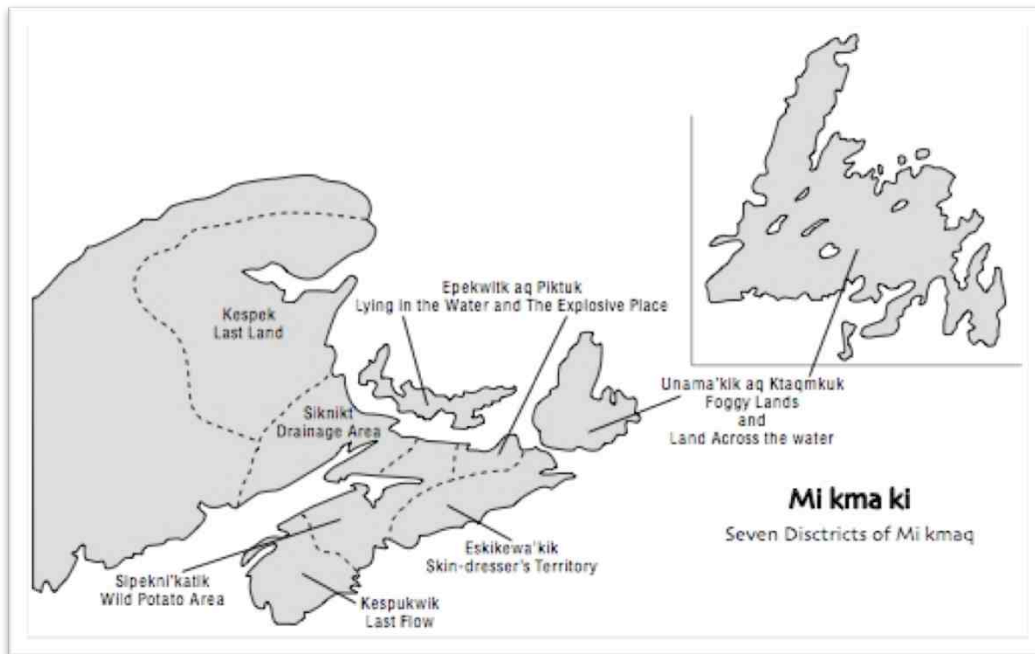 Kespek
Last Land
Epekwitk aq Piktuk
Lying in the Water and The Explosive Place
Siknikt
Drainage Area
Unama'kik aq Ktaqmkuk
Foggy Lands
and
Land Across the water
Mi kma ki
Seven Disctricts of Mi kmaq
Eskikewa'kik
Skin-dresser's Territory
Sipekni'katik
Wild Potato Area
Kespukwik
Last Flow